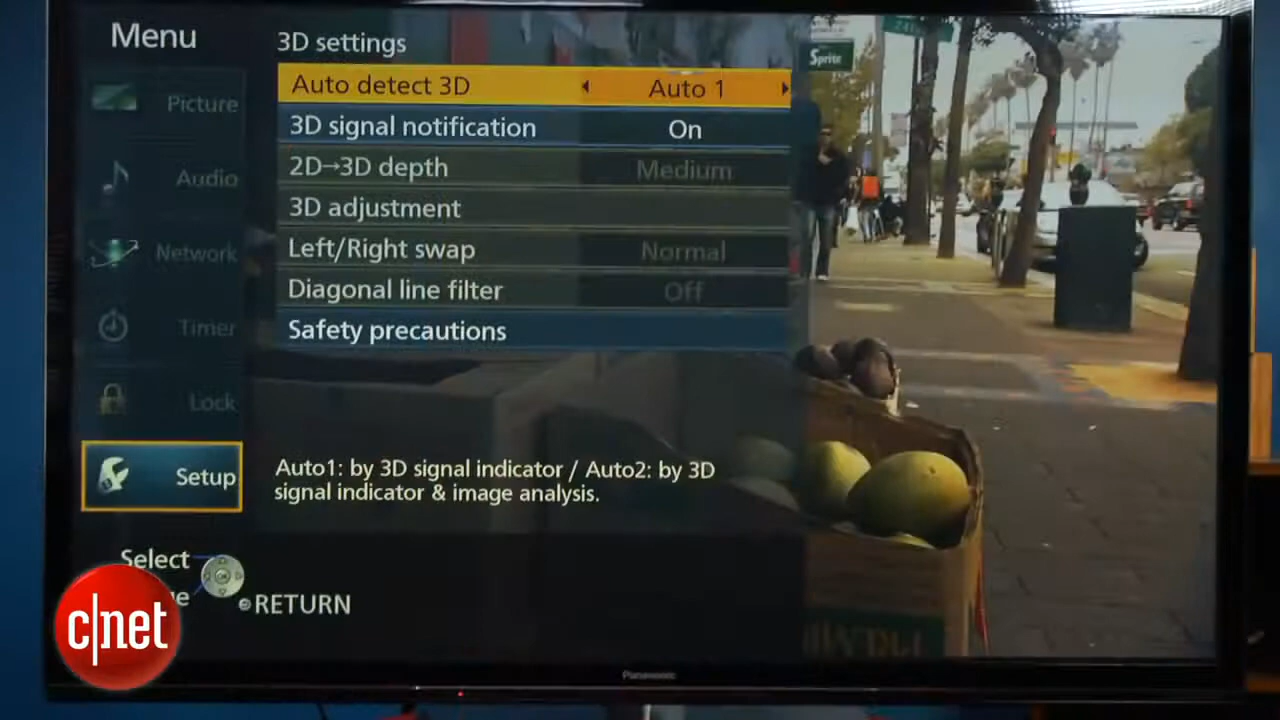 Menu
3D settings
Picture
Audio
Network
Timer
Lock
Setup
Auto detect 3D Auto 1
3D signal notification On
2D→3D depth Medium
3D adjustment
Left/Right swap Normal
Diagonal line filter Off
Safety precautions
Auto1: by 3D signal indicator / Auto2: by 3D
signal indicator & image analysis.
Select
RETURN
c|net
Sprite
Panasonic